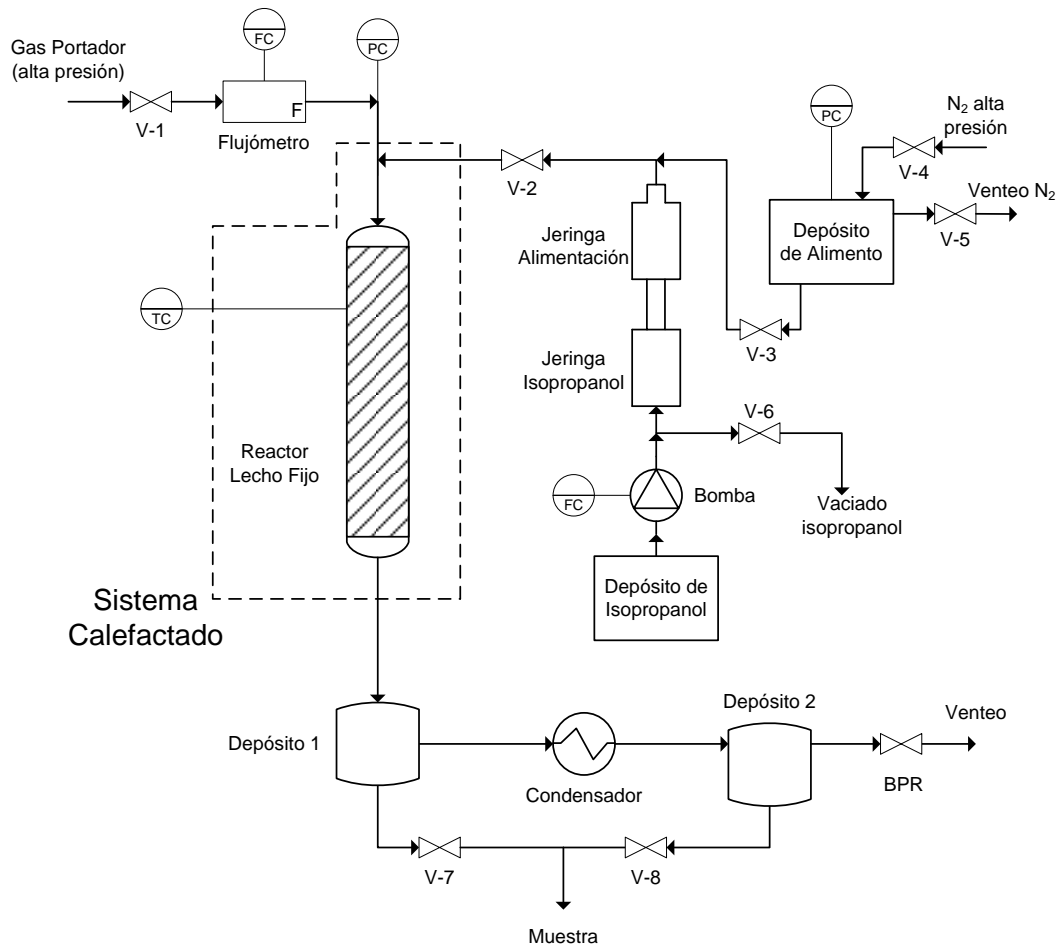 FC
PC
Gas Portador
(alta presión)
V-1
F
Flujómetro
PC
N2 alta
presión
V-4
V-2
Venteo N2
V-5
Depósito
de Alimento
Jeringa
Alimentación
TC
V-3
Jeringa
Isopropanol
V-6
Reactor
Lecho Fijo
FC
Bomba
Vaciado
isopropanol
Depósito de
Isopropanol
Sistema
Calefactado
Depósito 1
Depósito 2
Venteo
Condensador
BPR
V-7
V-8
Muestra